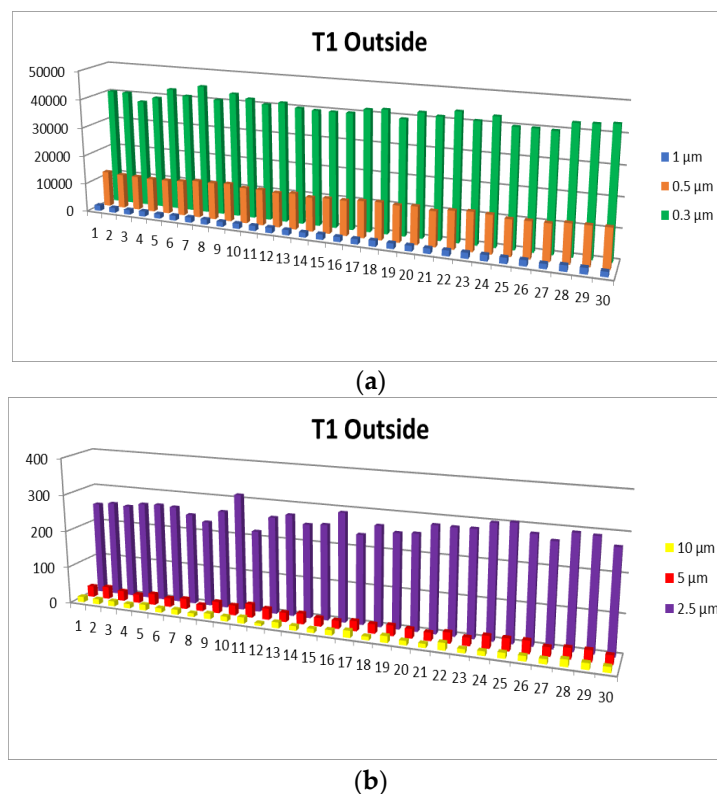 T1 Outside
50000
40000
30000
20000
10000
0
1 2 3 4 5 6 7 8 9 10 11 12 13 14 15 16 17 18 19 20 21 22 23 24 25 26 27 28 29 30
1 µm
0.5 µm
0.3 µm
(a)
T1 Outside
400
300
200
100
0
1 2 3 4 5 6 7 8 9 10 11 12 13 14 15 16 17 18 19 20 21 22 23 24 25 26 27 28 29 30
10 µm
5 µm
2.5 µm
(b)